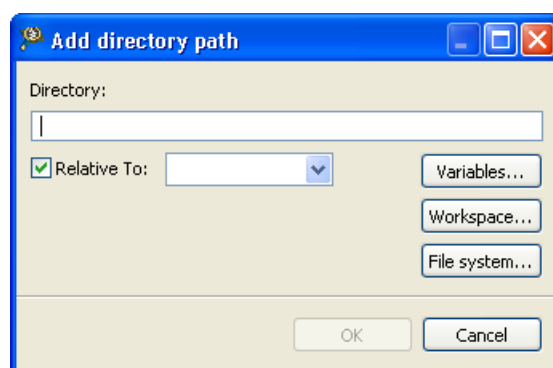 Add directory path
Directory:
Relative To:
Variables...
Workspace...
File system...
OK
Cancel